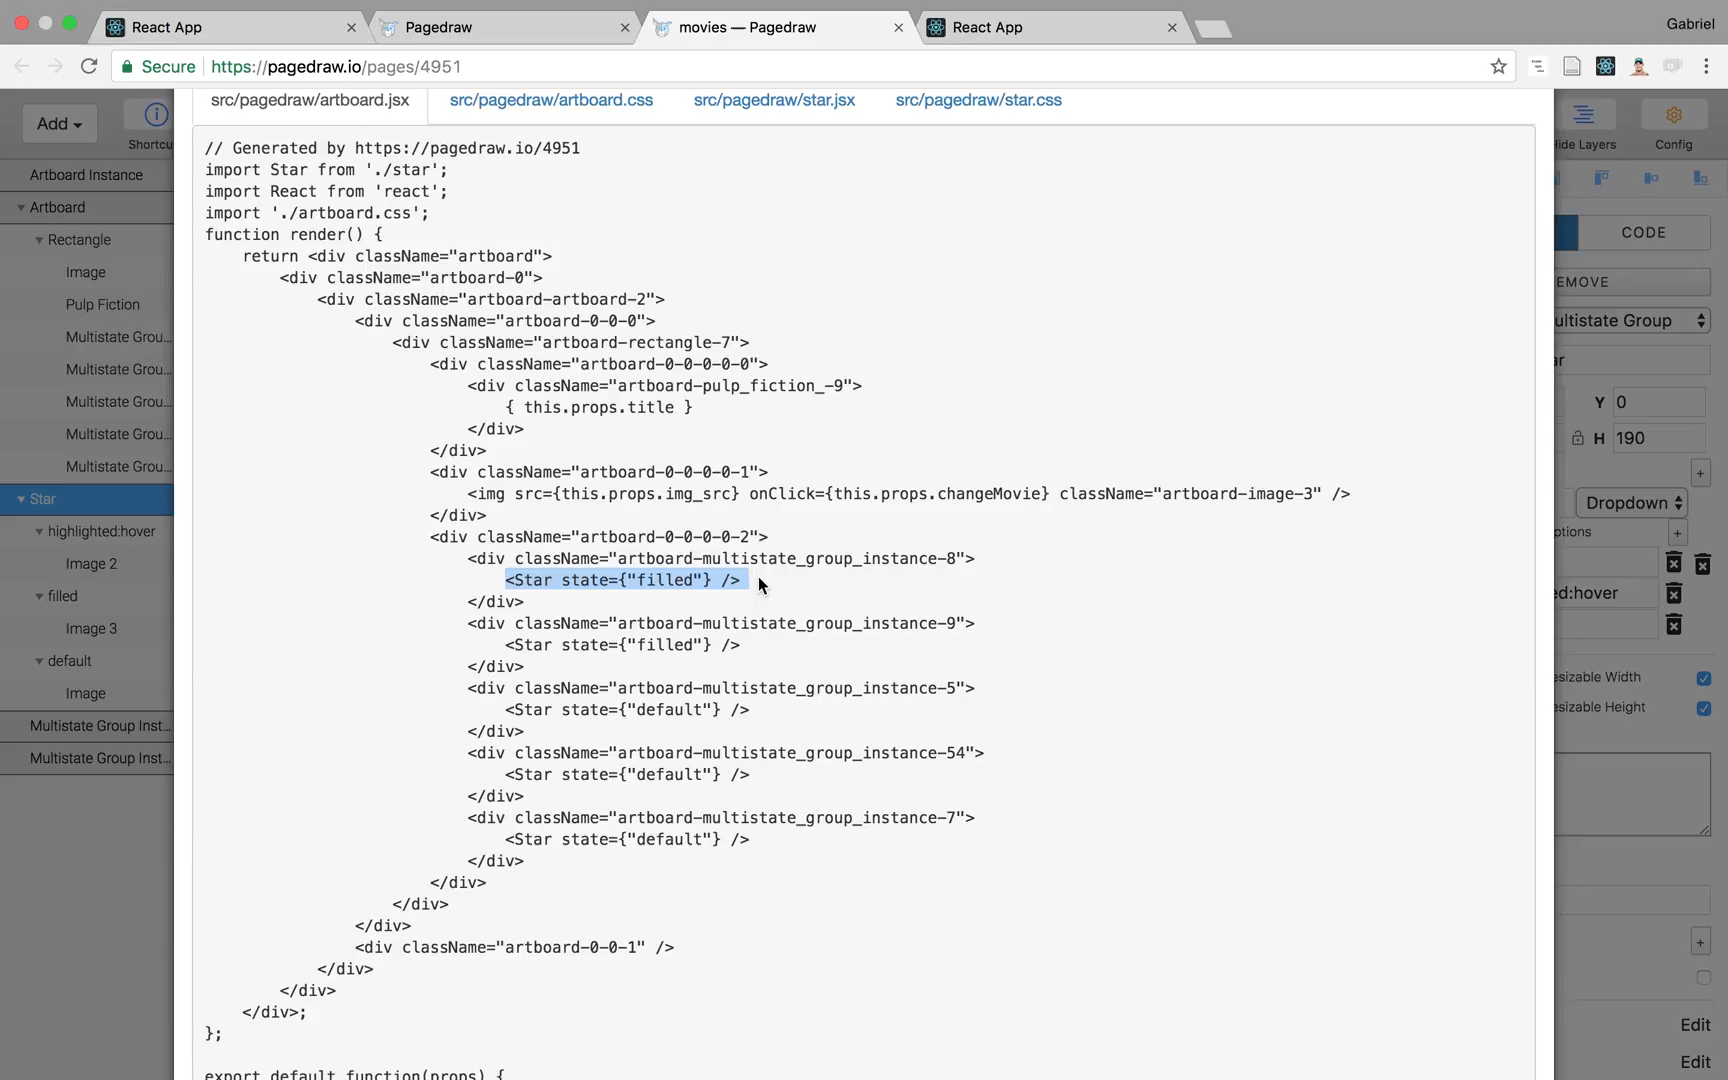 React App
Pagedraw
movies — Pagedraw
React App
Gabriel
Secure
https://pagedraw.io/pages/4951
src/pagedraw/artboard.jsx
src/pagedraw/artboard.css
src/pagedraw/star.jsx
src/pagedraw/star.css
Add
Shortcu
Hide Layers
Config
Artboard Instance
Artboard
Rectangle
Image
Pulp Fiction
Multistate Grou...
Multistate Grou...
Multistate Grou...
Multistate Grou...
Multistate Grou...
Star
highlighted:hover
Image 2
filled
Image 3
default
Image
Multistate Group Inst...
Multistate Group Inst...
// Generated by https://pagedraw.io/4951
import Star from './star';
import React from 'react';
import './artboard.css';
function render() {
    return <div className="artboard">
        <div className="artboard-0">
            <div className="artboard-artboard-2">
                <div className="artboard-0-0-0">
                    <div className="artboard-rectangle-7">
                        <div className="artboard-0-0-0-0-0">
                            <div className="artboard-pulp_fiction_-9">
                                { this.props.title }
                            </div>
                        </div>
                        <div className="artboard-0-0-0-0-1">
                            <img src={this.props.img_src} onClick={this.props.changeMovie} className="artboard-image-3" />
                        </div>
                        <div className="artboard-0-0-0-0-2">
                            <div className="artboard-multistate_group_instance-8">
                                <Star state={"filled"} />
                            </div>
                            <div className="artboard-multistate_group_instance-9">
                                <Star state={"filled"} />
                            </div>
                            <div className="artboard-multistate_group_instance-5">
                                <Star state={"default"} />
                            </div>
                            <div className="artboard-multistate_group_instance-54">
                                <Star state={"default"} />
                            </div>
                            <div className="artboard-multistate_group_instance-7">
                                <Star state={"default"} />
                            </div>
                        </div>
                    </div>
                </div>
                <div className="artboard-0-0-1" />
            </div>
        </div>
    </div>;
};
export default function(props) {
CODE
EMOVE
ultistate Group
ar
Y 0
H 190
Dropdown
ptions
ed:hover
esizable Width
esizable Height
Edit
Edit